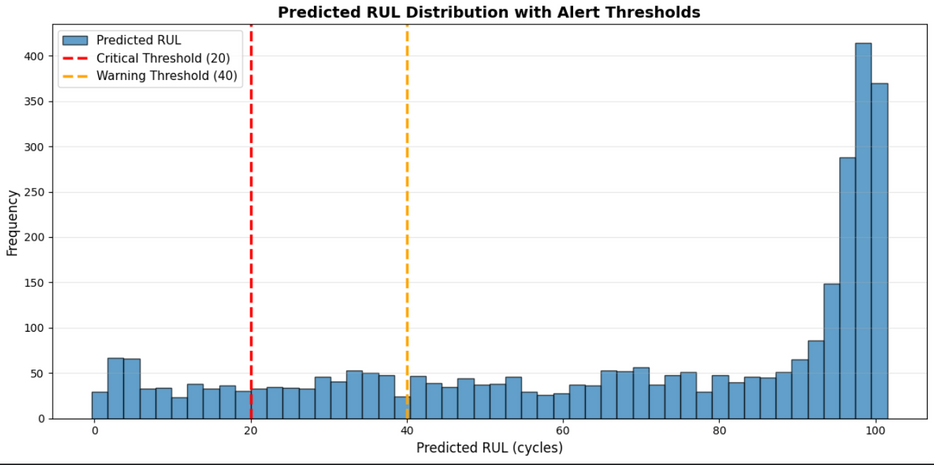 Predicted RUL Distribution with Alert Thresholds
Predicted RUL
Critical Threshold (20)
Warning Threshold (40)
Frequency
400
350
300
250
200
150
100
50
0
0 20 40 60 80 100
Predicted RUL (cycles)